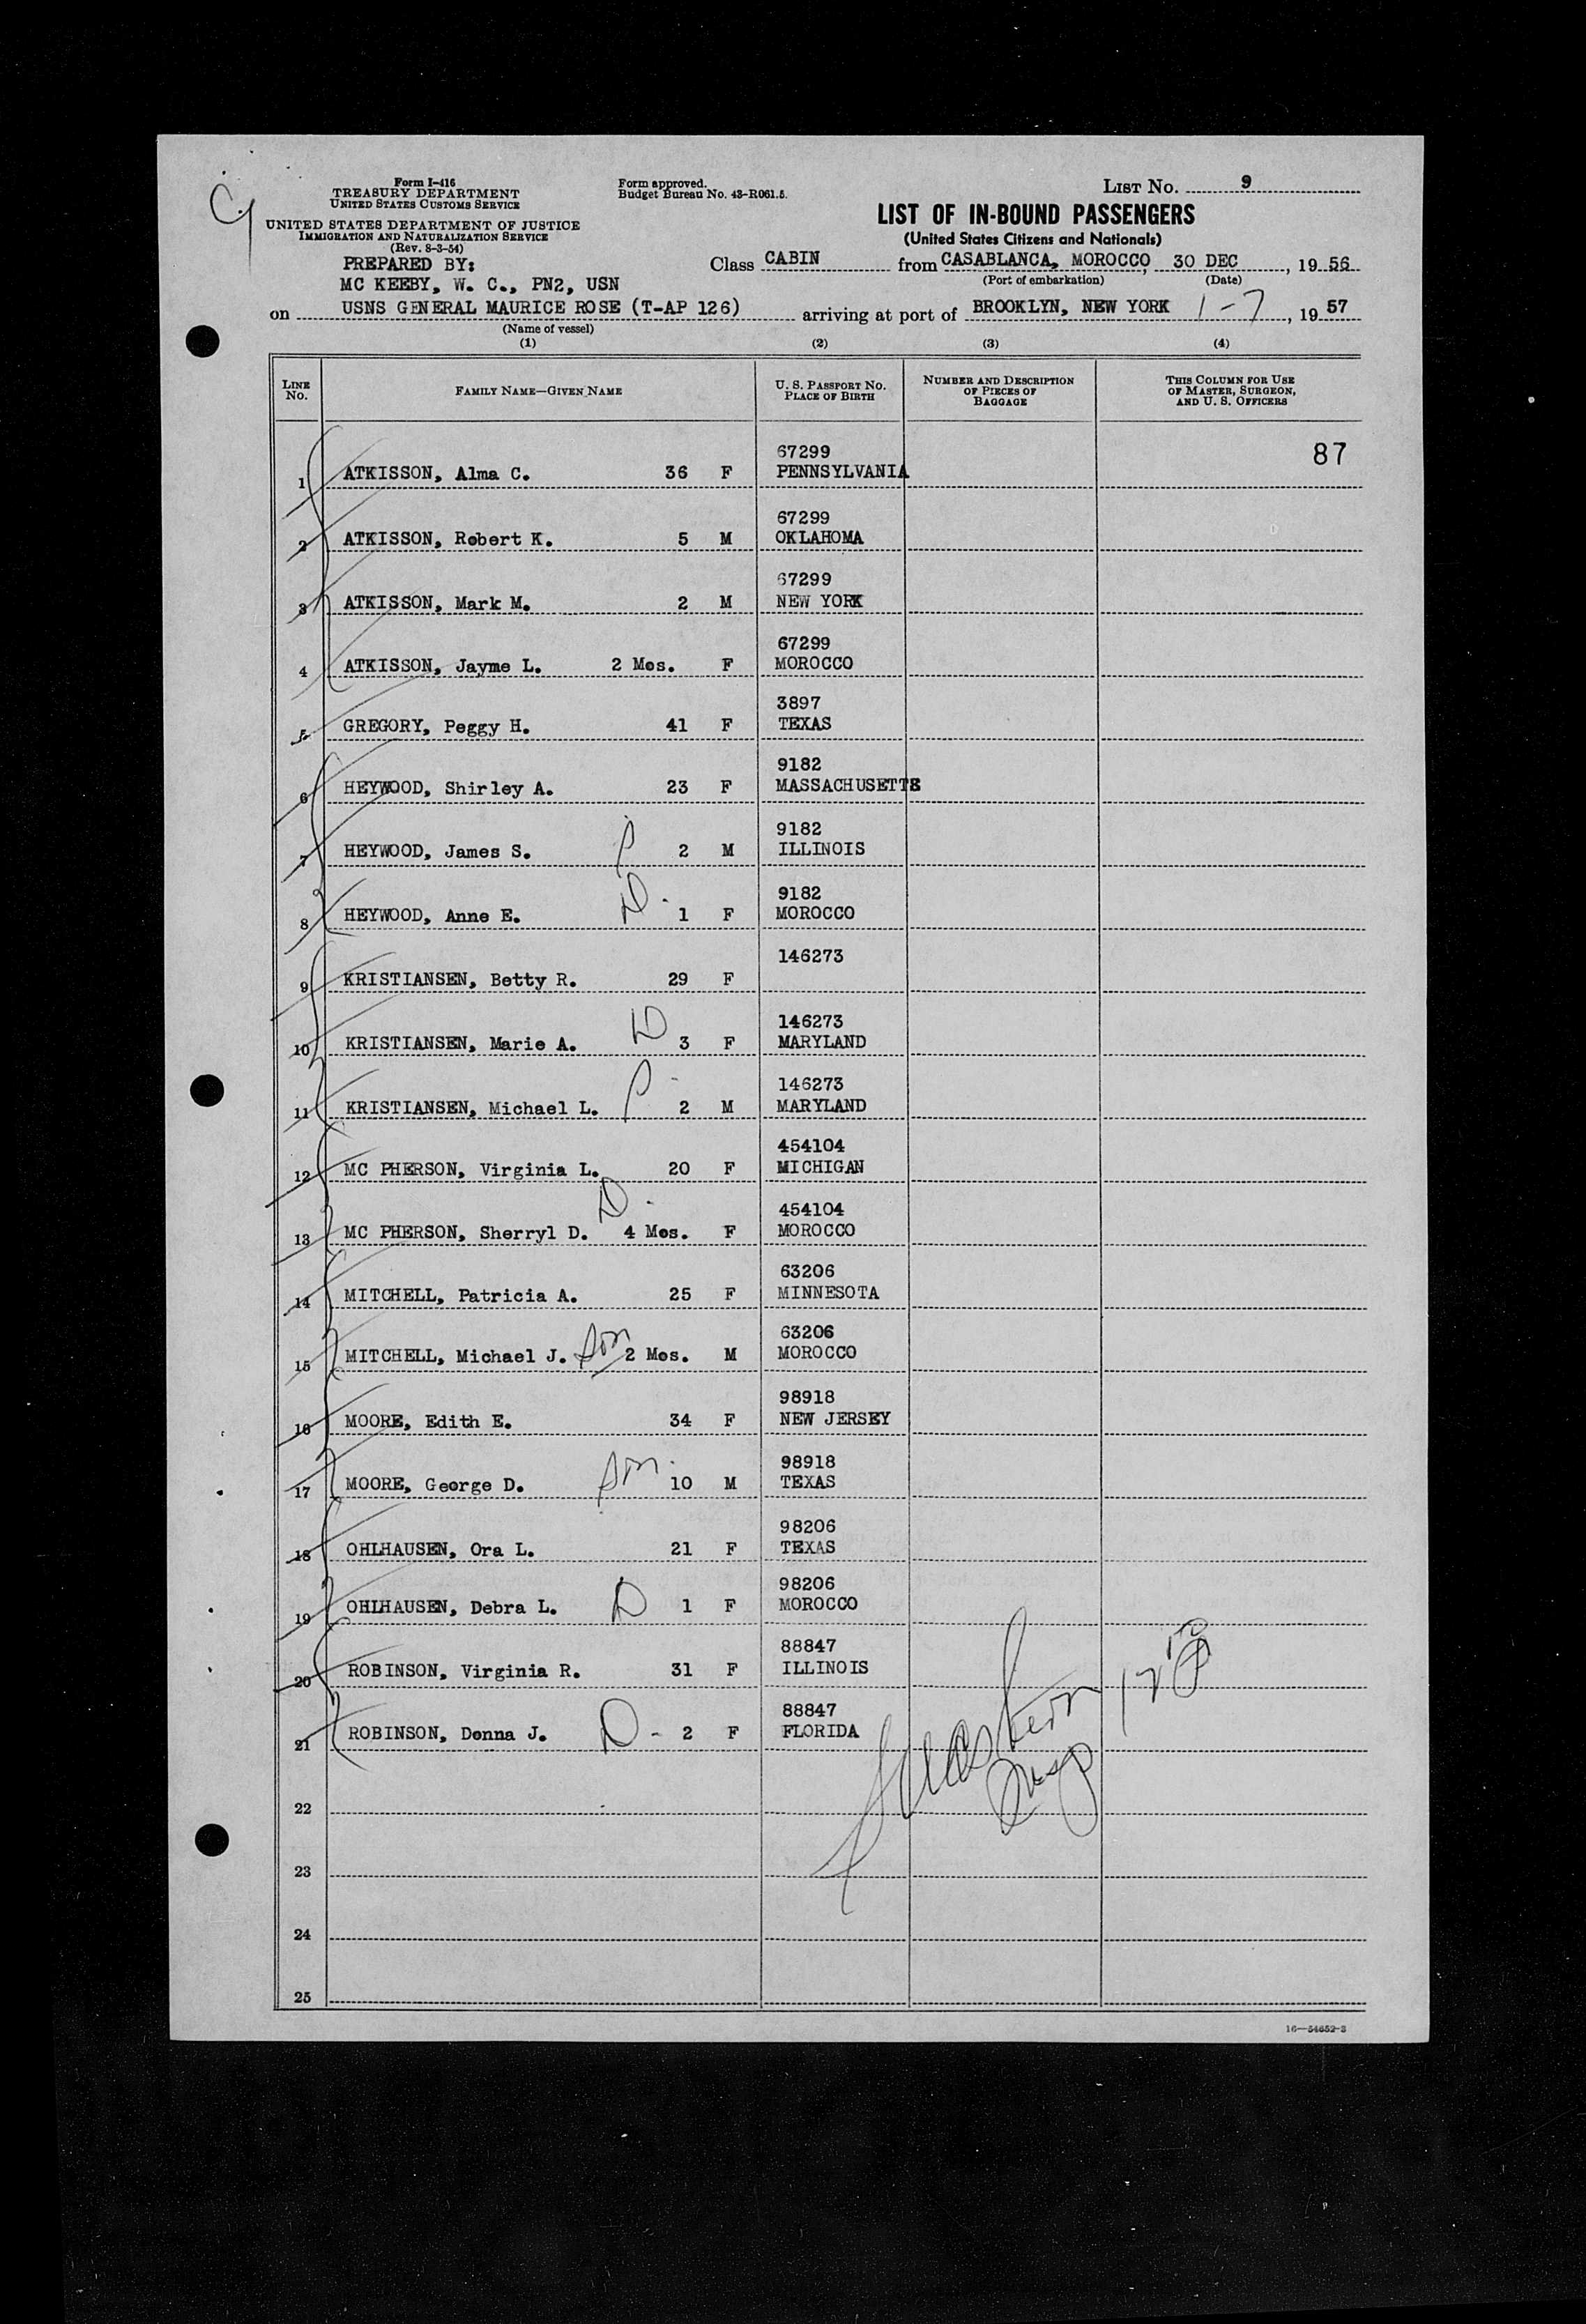 Form I-416
TREASURY DEPARTMENT
UNITED STATES CUSTOMS SERVICE
UNITED STATES DEPARTMENT OF JUSTICE
IMMIGRATION AND NATURALIZATION SERVICE
(Rev. 8-3-54)
Form approved.
Budget Bureau No. 43-R061.5.
LIST NO. 9
LIST OF IN-BOUND PASSENGERS
(United States Citizens and Nationals)
PREPARED BY:
MC KEEBY, W. C., PN2, USN
Class CABIN from CASABLANCA, MOROCCO, 30 DEC, 1956
(Port of embarkation) (Date)
on USNS GENERAL MAURICE ROSE (T-AP 126) arriving at port of BROOKLYN, NEW YORK 1-7, 1957
(Name of vessel)
(1) (2) (3) (4)
LINE NO. FAMILY NAME—GIVEN NAME U. S. PASSPORT NO. PLACE OF BIRTH NUMBER AND DESCRIPTION OF PIECES OF BAGGAGE THIS COLUMN FOR USE OF MASTER, SURGEON, AND U. S. OFFICERS
67299 87
1 ATKISSON, Alma C. 36 F PENNSYLVANIA
67299
2 ATKISSON, Robert K. 5 M OKLAHOMA
67299
3 ATKISSON, Mark M. 2 M NEW YORK
67299
4 ATKISSON, Jayme L. 2 Mos. F MOROCCO
3897
5 GREGORY, Peggy H. 41 F TEXAS
9182
6 HEYWOOD, Shirley A. 23 F MASSACHUSETTS
9182
7 HEYWOOD, James S. 2 M ILLINOIS
9182
8 HEYWOOD, Anne E. D. 1 F MOROCCO
146273
9 KRISTIANSEN, Betty R. 29 F
146273
10 KRISTIANSEN, Marie A. D 3 F MARYLAND
146273
11 KRISTIANSEN, Michael L. 2 M MARYLAND
454104
12 MC PHERSON, Virginia L. 20 F MICHIGAN
454104
13 MC PHERSON, Sherryl D. D. 4 Mos. F MOROCCO
63206
14 MITCHELL, Patricia A. 25 F MINNESOTA
63206
15 MITCHELL, Michael J. son 2 Mos. M MOROCCO
98918
16 MOORE, Edith E. 34 F NEW JERSEY
98918
17 MOORE, George D. son 10 M TEXAS
98206
18 OHLHAUSEN, Ora L. 21 F TEXAS
98206
19 OHLHAUSEN, Debra L. D 1 F MOROCCO
88847
20 ROBINSON, Virginia R. 31 F ILLINOIS
88847
21 ROBINSON, Donna J. D - 2 F FLORIDA
Insp
22
23
24
25